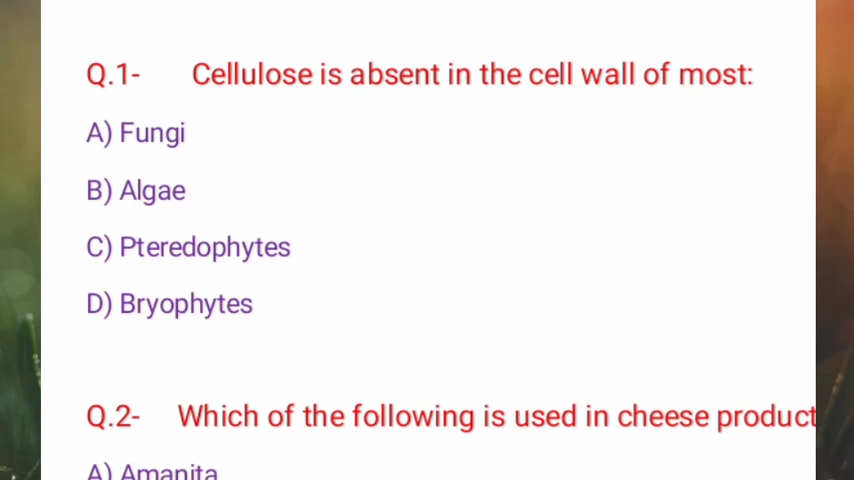 Q.1- Cellulose is absent in the cell wall of most:
A) Fungi
B) Algae
C) Pteredophytes
D) Bryophytes
Q.2- Which of the following is used in cheese product
A) Amanita